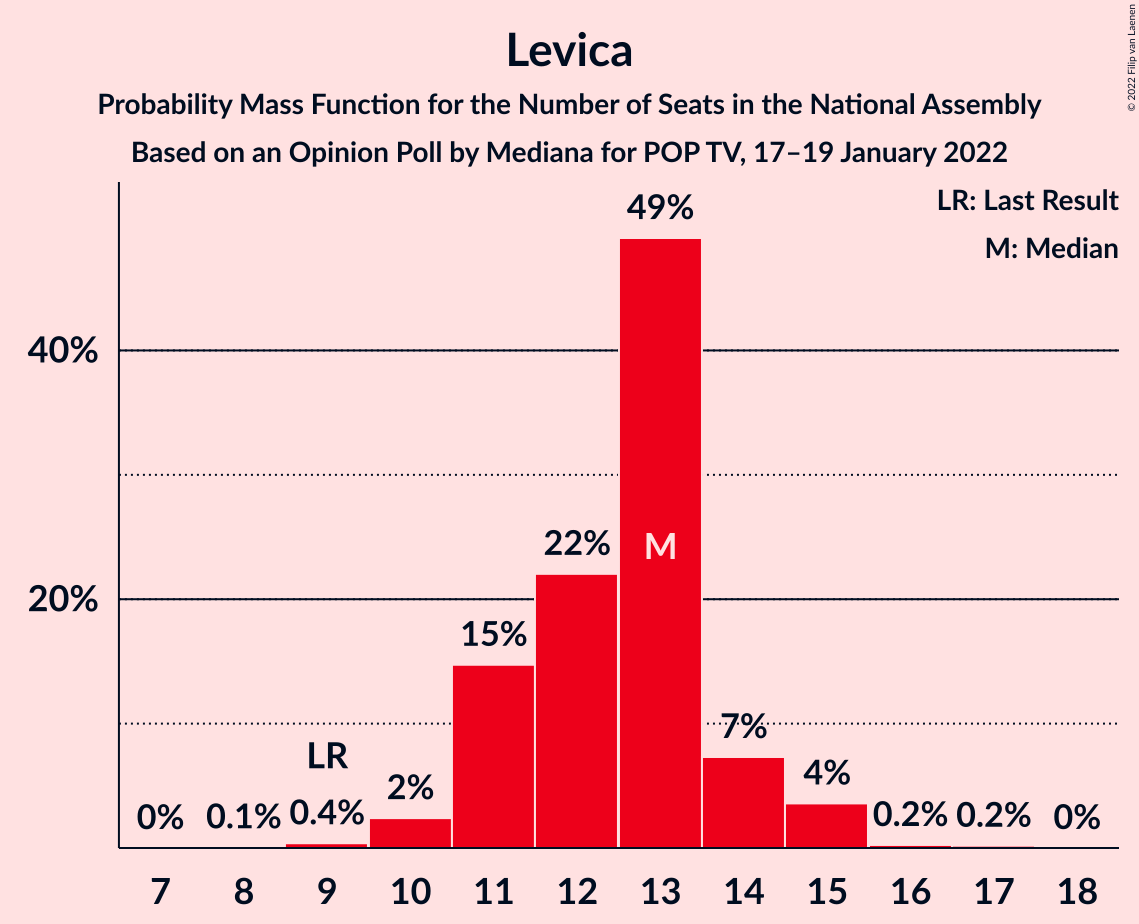 Levica
Probability Mass Function for the Number of Seats in the National Assembly
Based on an Opinion Poll by Mediana for POP TV, 17–19 January 2022
© 2022 Filip van Laenen
LR: Last Result
M: Median
49%
40%
22%
M
20%
15%
7%
LR
4%
2%
0%
0.1%
0.4%
0.2%
0.2%
0%
7 8 9 10 11 12 13 14 15 16 17 18